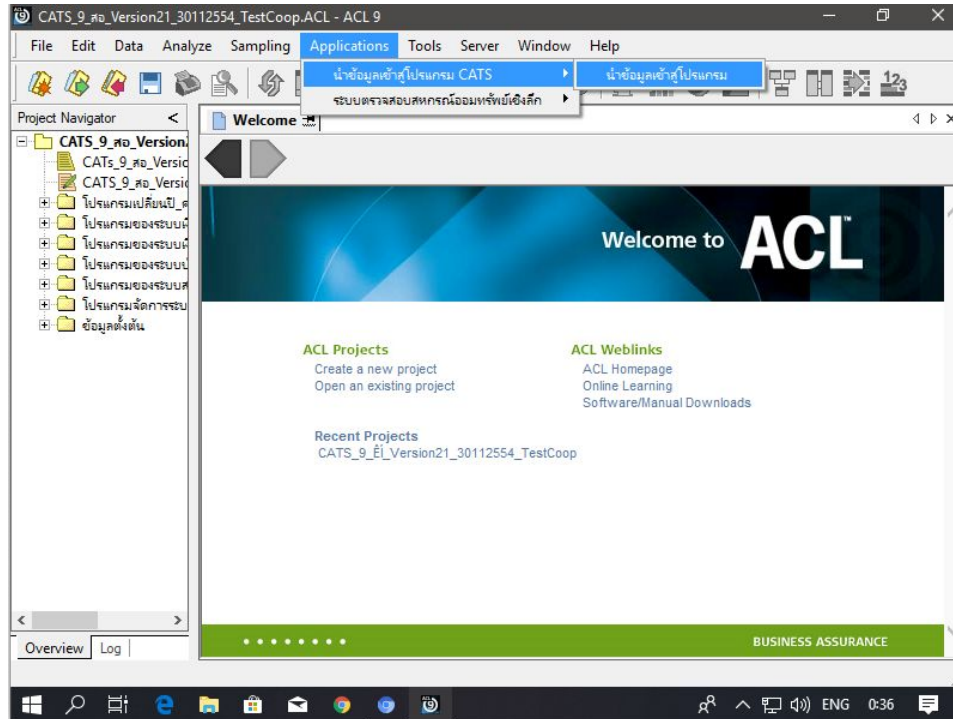 CATS_9_สอ_Version21_30112554_TestCoop.ACL - ACL 9
File Edit Data Analyze Sampling Applications Tools Server Window Help
นำข้อมูลเข้าสู่โปรแกรม CATS
นำข้อมูลเข้าสู่โปรแกรม
ระบบตรวจสอบสหกรณ์ออมทรัพย์เชิงลึก
Project Navigator
Welcome
CATS_9_สอ_Version
CATs_9_สอ_Versic
CATS_9_สอ_Versic
โปรแกรมเปลี่ยนปี_ต
โปรแกรมของระบบ
โปรแกรมของระบบ
โปรแกรมของระบบ
โปรแกรมของระบบส
โปรแกรมจัดการระบ
ข้อมูลตั้งต้น
Welcome to ACL™
ACL Projects
Create a new project
Open an existing project
Recent Projects
CATS_9_ÊÍ_Version21_30112554_TestCoop
ACL Weblinks
ACL Homepage
Online Learning
Software/Manual Downloads
Overview Log
BUSINESS ASSURANCE
ENG 0:36